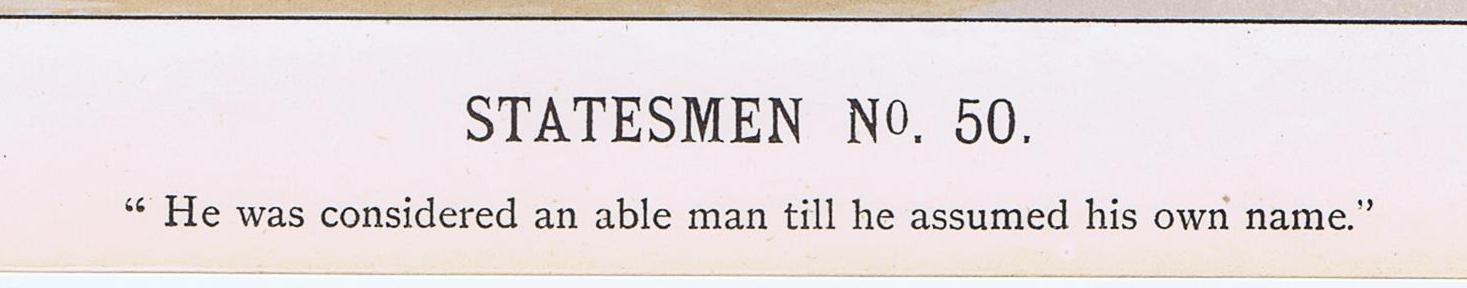 STATESMEN NO. 50.
“ He was considered an able man till he assumed his own name.”